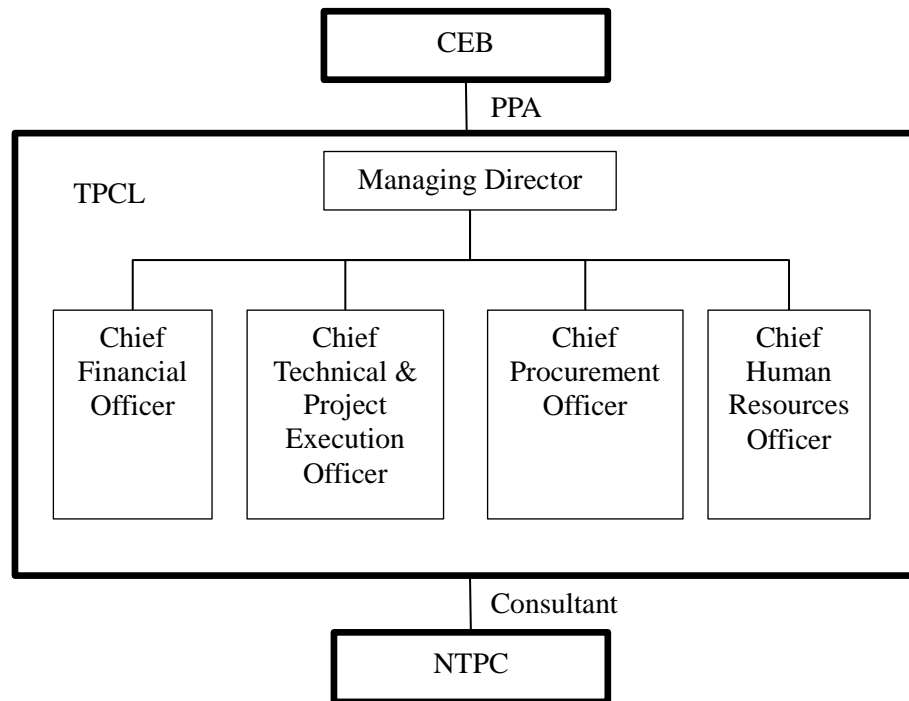 CEB
PPA
TPCL
Managing Director
Chief
Financial
Officer
Chief
Technical &
Project
Execution
Officer
Chief
Procurement
Officer
Chief
Human
Resources
Officer
Consultant
NTPC